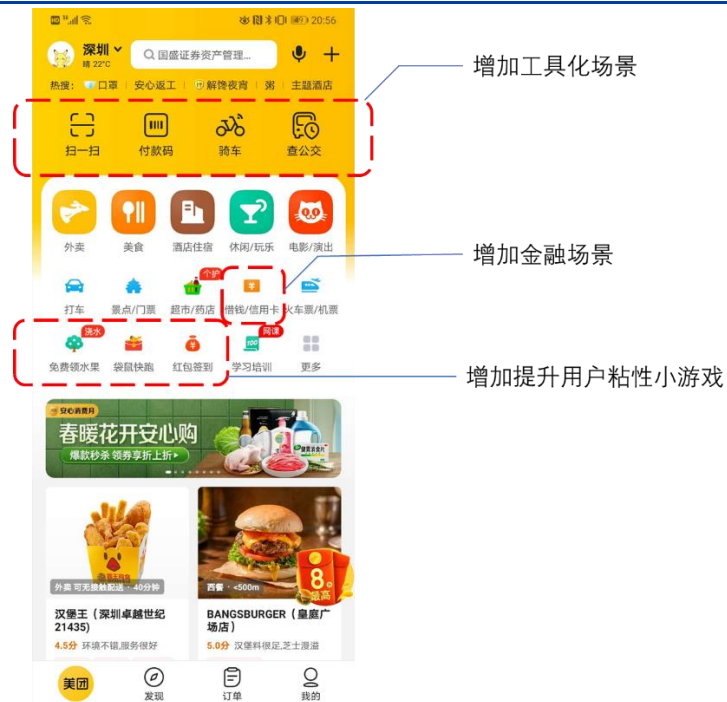 HD 5G 20:56
深圳
晴 22°C
国盛证券资产管理...
热搜： 口罩 安心返工 解馋夜宵 粥 主题酒店
增加工具化场景
扫一扫 付款码 骑车 查公交
外卖 美食 酒店住宿 休闲/玩乐 电影/演出
增加金融场景
个护
打车 景点/门票 超市/药店 借钱/信用卡 火车票/机票
浇水 网课
100
免费领水果 袋鼠快跑 红包签到 学习培训 更多
增加提升用户粘性小游戏
安心消费月
春暖花开安心购
爆款秒杀 领券享折上折
外卖 可无接触配送 · 40分钟
西餐 · <500m
8
最高
汉堡王（深圳卓越世纪
21435)
BANGSBURGER（皇庭广
场店）
4.5分 环境不错,服务很好
5.0分 汉堡料很足,芝士漫溢
美团 发现 订单 我的